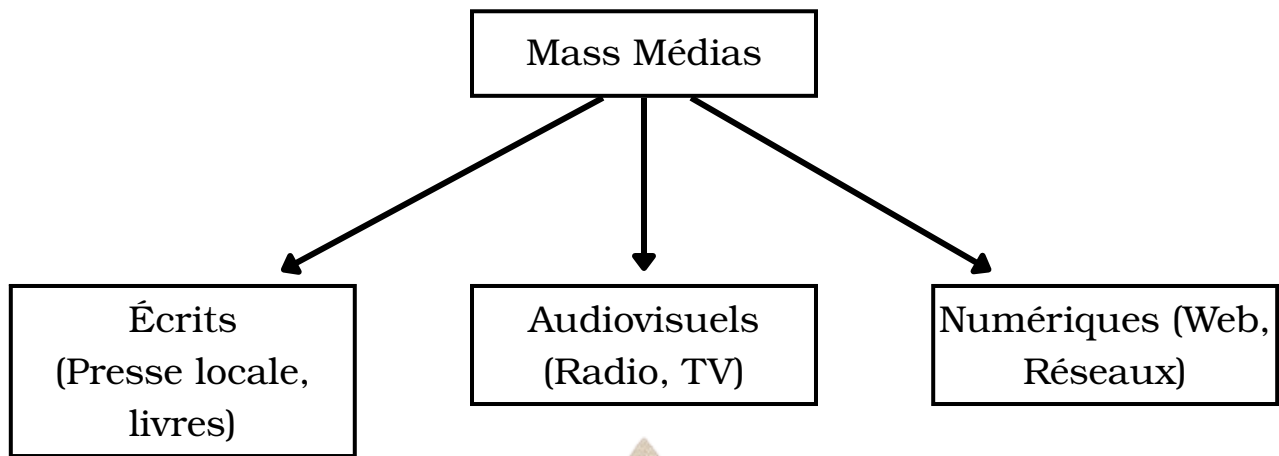 Mass Médias
Écrits
(Presse locale,
livres)
Audiovisuels
(Radio, TV)
Numériques (Web,
Réseaux)